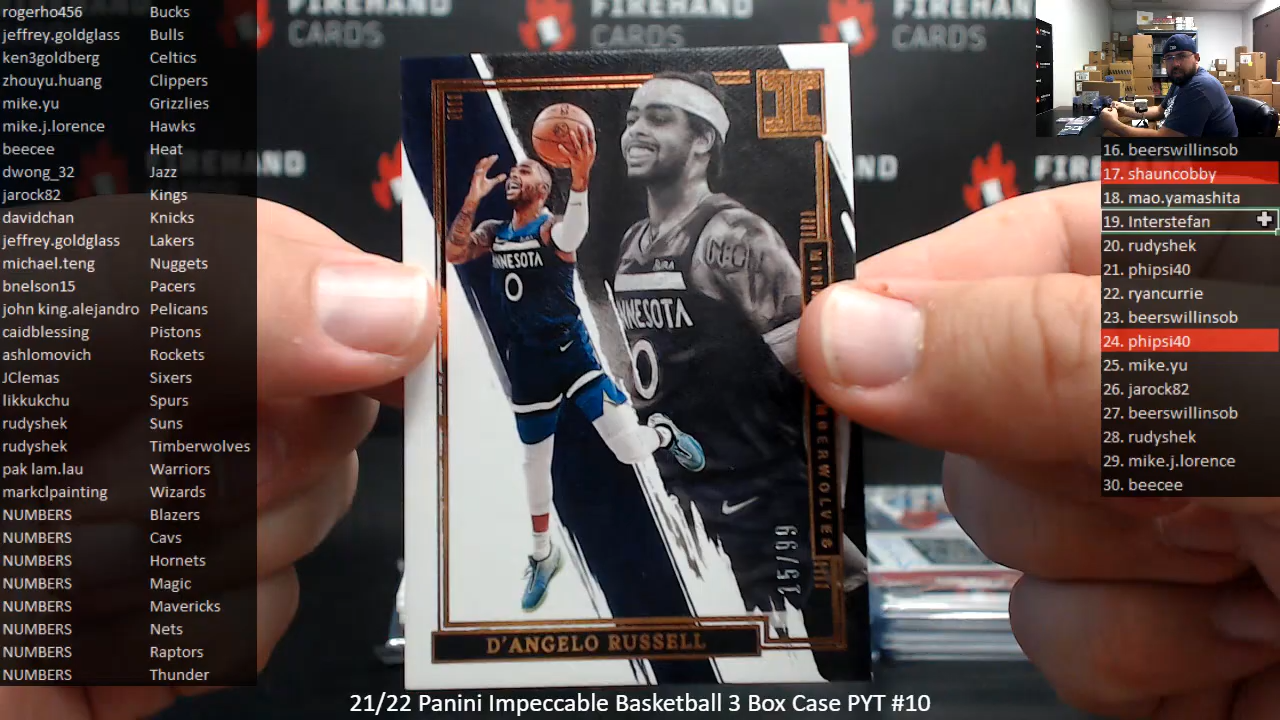 rogerho456 Bucks
jeffrey.goldglass Bulls
ken3goldberg Celtics
zhouyu.huang Clippers
mike.yu Grizzlies
mike.j.lorence Hawks
beecee Heat
dwong_32 Jazz
jarock82 Kings
davidchan Knicks
jeffrey.goldglass Lakers
michael.teng Nuggets
bnelson15 Pacers
john king.alejandro Pelicans
caidblessing Pistons
ashlomovich Rockets
JClemas Sixers
likkukchu Spurs
rudyshek Suns
rudyshek Timberwolves
pak lam.lau Warriors
markclpainting Wizards
NUMBERS Blazers
NUMBERS Cavs
NUMBERS Hornets
NUMBERS Magic
NUMBERS Mavericks
NUMBERS Nets
NUMBERS Raptors
NUMBERS Thunder
FIREHAND
CARDS
FIREHAND
CARDS
NNESOTA
0
NNESOTA
0
15/99
D'ANGELO RUSSELL
16. beerswillinsob
17. shauncobby
18. mao.yamashita
19. Interstefan
20. rudyshek
21. phipsi40
22. ryancurrie
23. beerswillinsob
24. phipsi40
25. mike.yu
26. jarock82
27. beerswillinsob
28. rudyshek
29. mike.j.lorence
30. beecee
21/22 Panini Impeccable Basketball 3 Box Case PYT #10